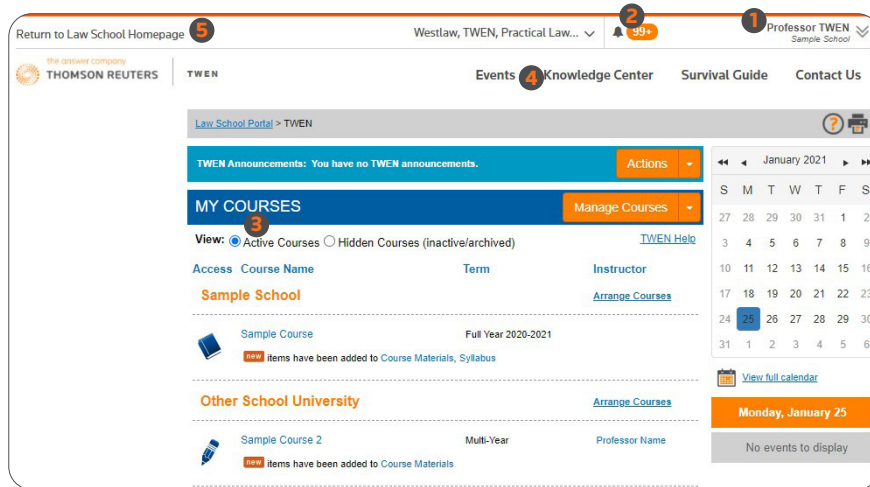 Return to Law School Homepage 5
Westlaw, TWEN, Practical Law...
2
99+
1
Professor TWEN
Sample School
the answer company
THOMSON REUTERS
TWEN
Events 4 Knowledge Center Survival Guide Contact Us
Law School Portal > TWEN
?
TWEN Announcements: You have no TWEN announcements.
Actions
MY COURSES
Manage Courses
3
View: Active Courses Hidden Courses (inactive/archived)
TWEN Help
Access Course Name Term Instructor
Sample School Arrange Courses
Sample Course Full Year 2020-2021
new items have been added to Course Materials, Syllabus
Other School University Arrange Courses
Sample Course 2 Multi-Year Professor Name
new items have been added to Course Materials
January 2021
S M T W T F S
27 28 29 30 31 1 2
3 4 5 6 7 8 9
10 11 12 13 14 15 16
17 18 19 20 21 22 23
24 25 26 27 28 29 30
31 1 2 3 4 5 6
View full calendar
Monday, January 25
No events to display